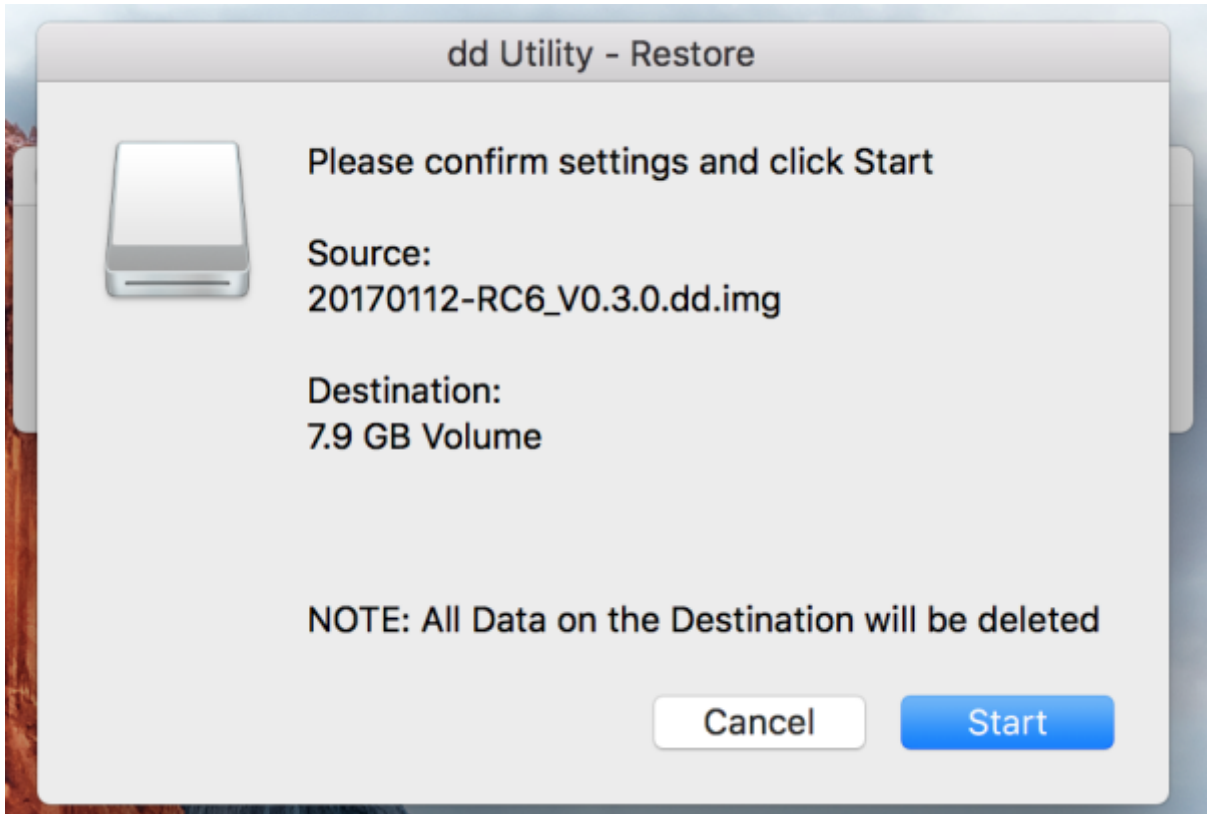 dd Utility - Restore
Please confirm settings and click Start
Source:
20170112-RC6_V0.3.0.dd.img
Destination:
7.9 GB Volume
NOTE: All Data on the Destination will be deleted
Cancel
Start